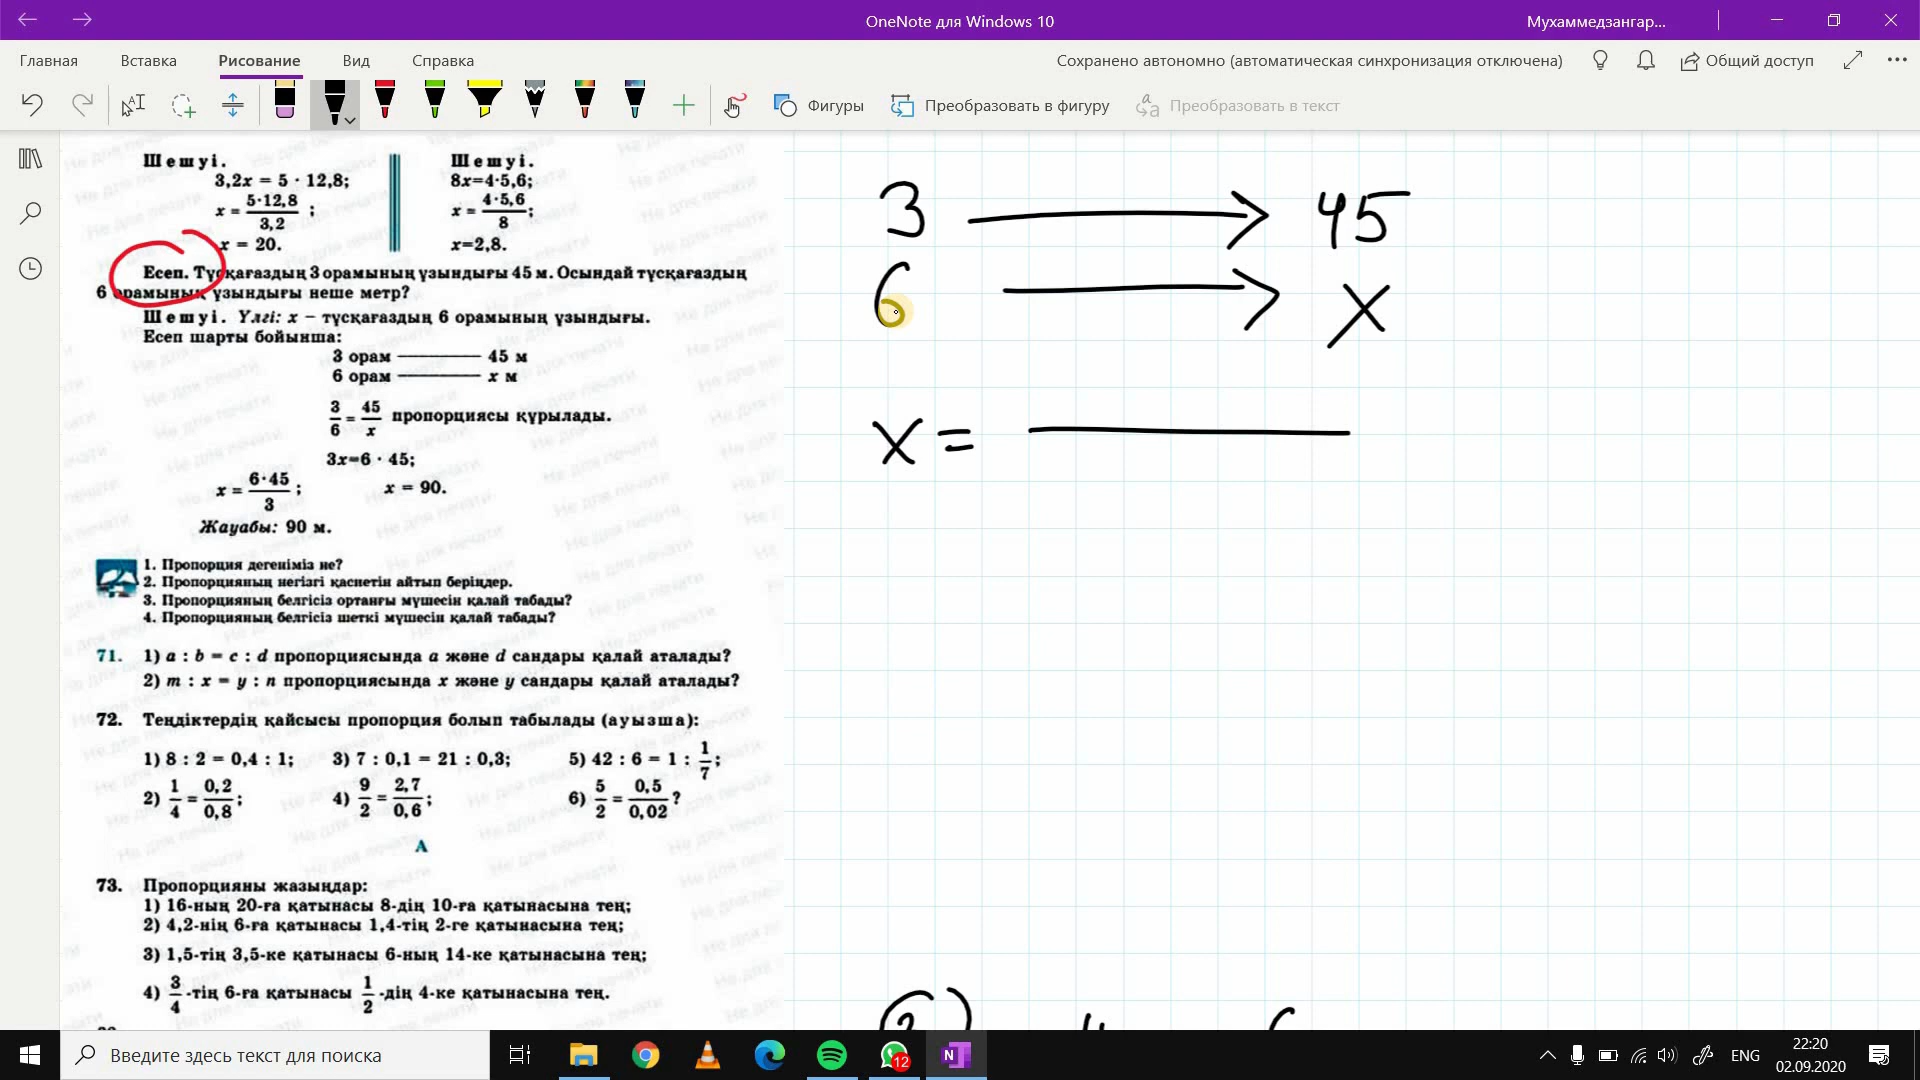 OneNote для Windows 10
Мухаммедзангар...
Главная Вставка Рисование Вид Справка
Сохранено автономно (автоматическая синхронизация отключена) Общий доступ
Фигуры Преобразовать в фигуру Преобразовать в текст
Шешуі.
3,2x = 5 · 12,8;
x = 5·12,8/3,2 ;
x = 20.
Шешуі.
8x=4·5,6;
x = 4·5,6/8;
x=2,8.
Есеп. Тұсқағаздың 3 орамының ұзындығы 45 м. Осындай тұсқағаздың
6 орамының ұзындығы неше метр?
Шешуі. Үлгі: x – тұсқағаздың 6 орамының ұзындығы.
Есеп шарты бойынша:
3 орам ———— 45 м
6 орам ———— x м
3/6 = 45/x пропорциясы құрылады.
3x=6 · 45;
x = 6·45/3 ; x = 90.
Жауабы: 90 м.
1. Пропорция дегеніміз не?
2. Пропорцияның негізгі қасиетін айтып беріңдер.
3. Пропорцияның белгісіз ортаңғы мүшесін қалай табады?
4. Пропорцияның белгісіз шеткі мүшесін қалай табады?
71. 1) a : b = c : d пропорциясында a және d сандары қалай аталады?
2) m : x = y : n пропорциясында x және y сандары қалай аталады?
72. Теңдіктердің қайсысы пропорция болып табылады (ауызша):
1) 8 : 2 = 0,4 : 1; 3) 7 : 0,1 = 21 : 0,3; 5) 42 : 6 = 1 : 1/7;
2) 1/4 = 0,2/0,8; 4) 9/2 = 2,7/0,6; 6) 5/2 = 0,5/0,02?
А
73. Пропорцияны жазыңдар:
1) 16-ның 20-ға қатынасы 8-дің 10-ға қатынасына тең;
2) 4,2-нің 6-ға қатынасы 1,4-тің 2-ге қатынасына тең;
3) 1,5-тің 3,5-ке қатынасы 6-ның 14-ке қатынасына тең;
4) 3/4-тің 6-ға қатынасы 1/2-дің 4-ке қатынасына тең.
3 → 45
6 → x
x =
Введите здесь текст для поиска
12
ENG
22:20
02.09.2020